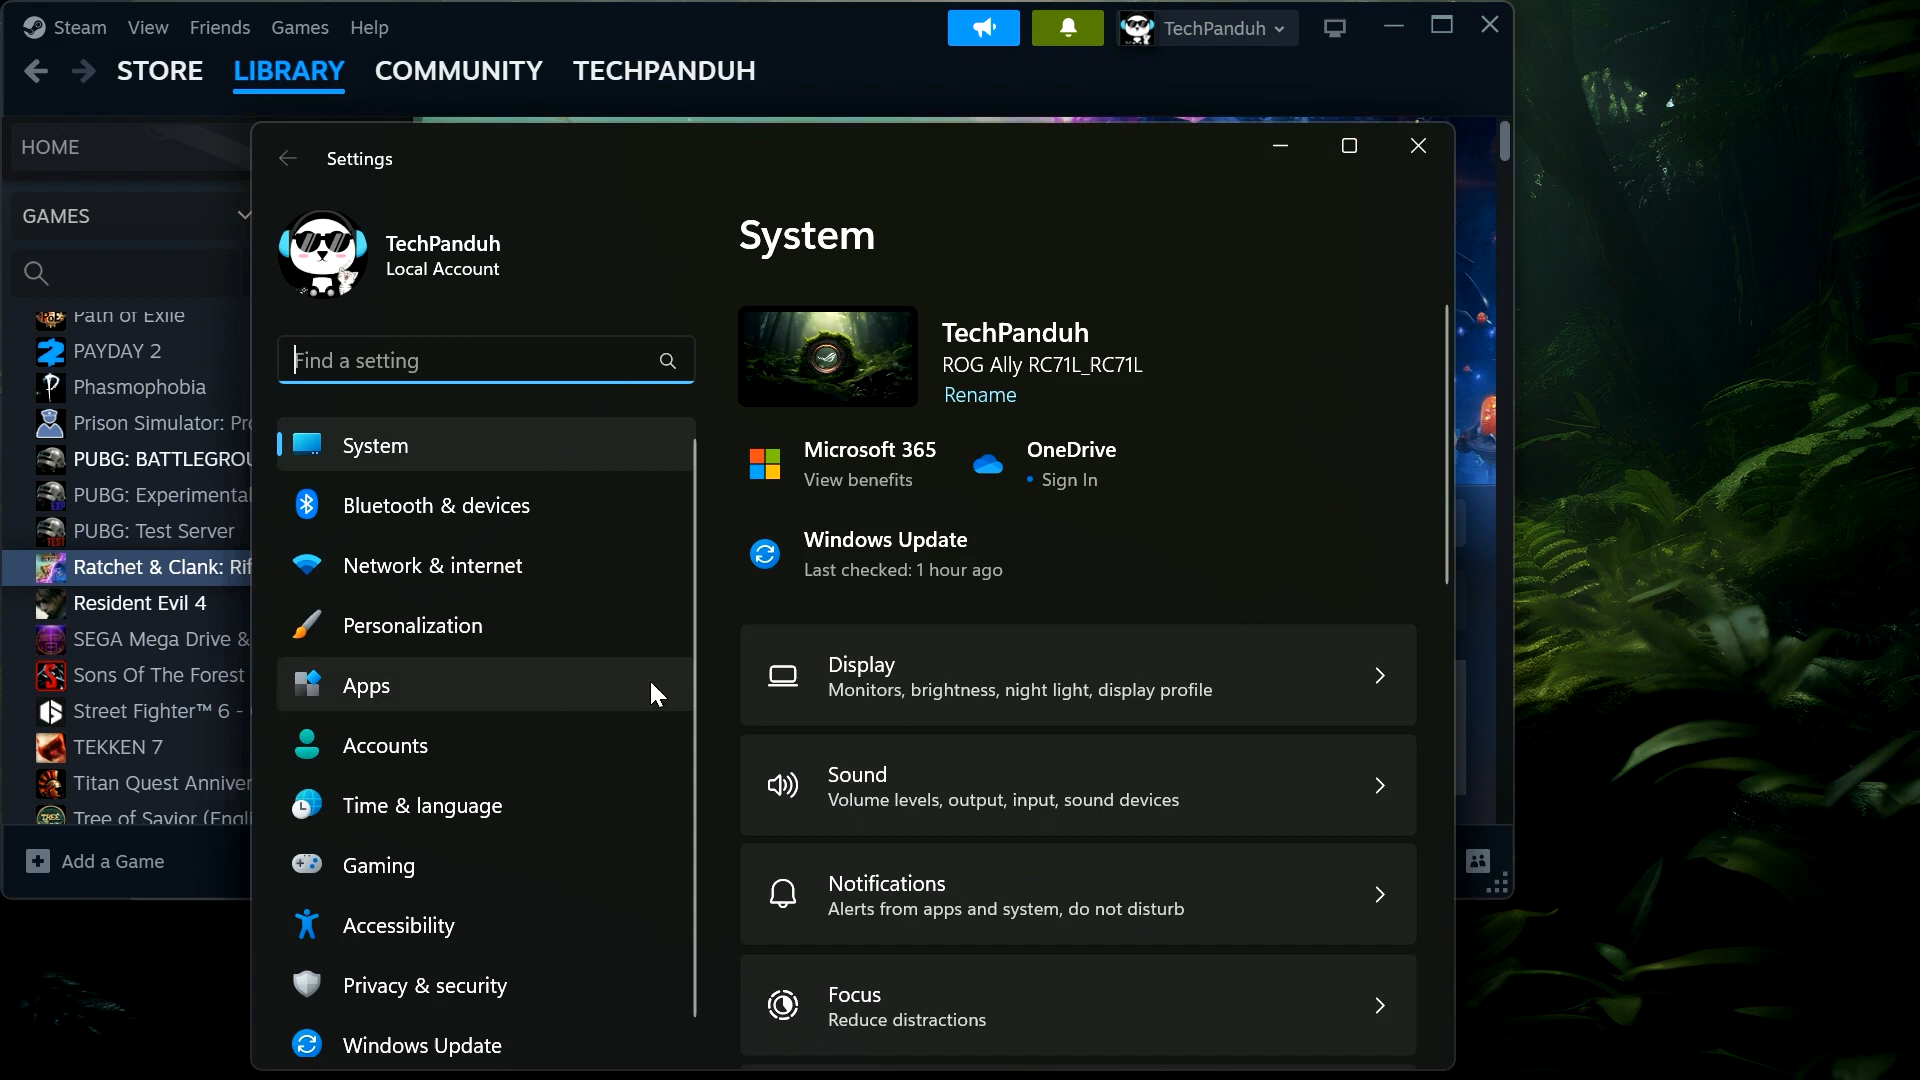 Steam View Friends Games Help
TechPanduh
STORE LIBRARY COMMUNITY TECHPANDUH
HOME
GAMES
Path of Exile
PAYDAY 2
Phasmophobia
Prison Simulator: Pr
PUBG: BATTLEGROU
PUBG: Experimental
PUBG: Test Server
Ratchet & Clank: Rif
Resident Evil 4
SEGA Mega Drive &
Sons Of The Forest
Street Fighter™ 6 -
TEKKEN 7
Titan Quest Anniver
Tree of Savior (Engli
Add a Game
Settings
TechPanduh
Local Account
Find a setting
System
Bluetooth & devices
Network & internet
Personalization
Apps
Accounts
Time & language
Gaming
Accessibility
Privacy & security
Windows Update
System
TechPanduh
ROG Ally RC71L_RC71L
Rename
Microsoft 365
View benefits
OneDrive
• Sign In
Windows Update
Last checked: 1 hour ago
Display
Monitors, brightness, night light, display profile
Sound
Volume levels, output, input, sound devices
Notifications
Alerts from apps and system, do not disturb
Focus
Reduce distractions